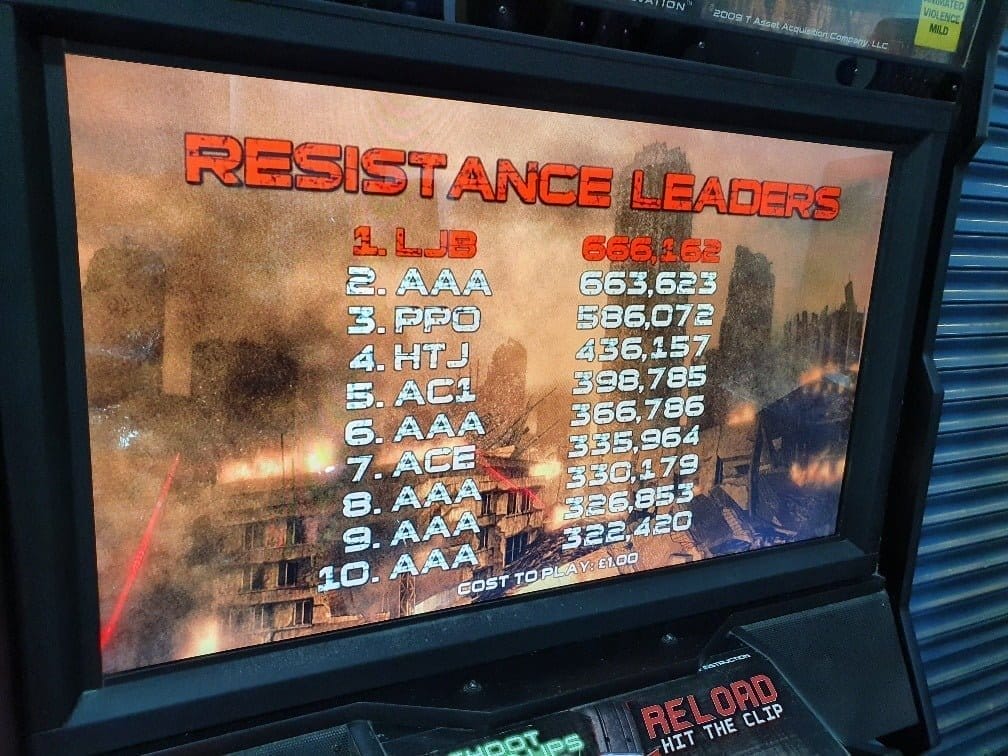 © 2009 T Asset Acquisition Company, LLC
VIOLENCE
MILD
RESISTANCE LEADERS
1. LJB 666,162
2. AAA 663,623
3. PPO 586,072
4. HTJ 436,157
5. AC1 398,785
6. AAA 366,786
7. ACE 335,964
8. AAA 330,179
9. AAA 326,853
10. AAA 322,420
COST TO PLAY: £1.00
RELOAD
HIT THE CLIP
SHOOT